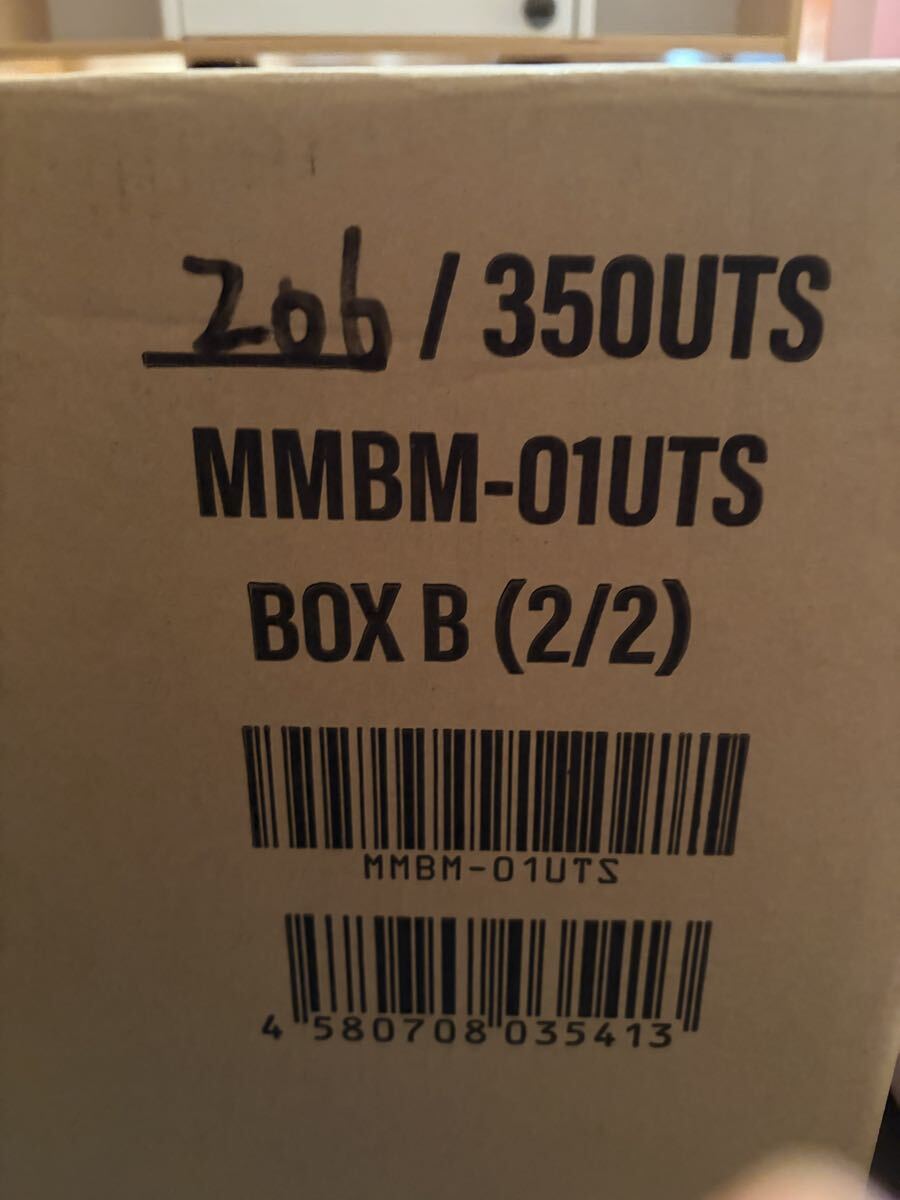 206 / 350UTS
MMBM-01UTS
BOX B (2/2)
MMBM-01UTS
4 580708 035413